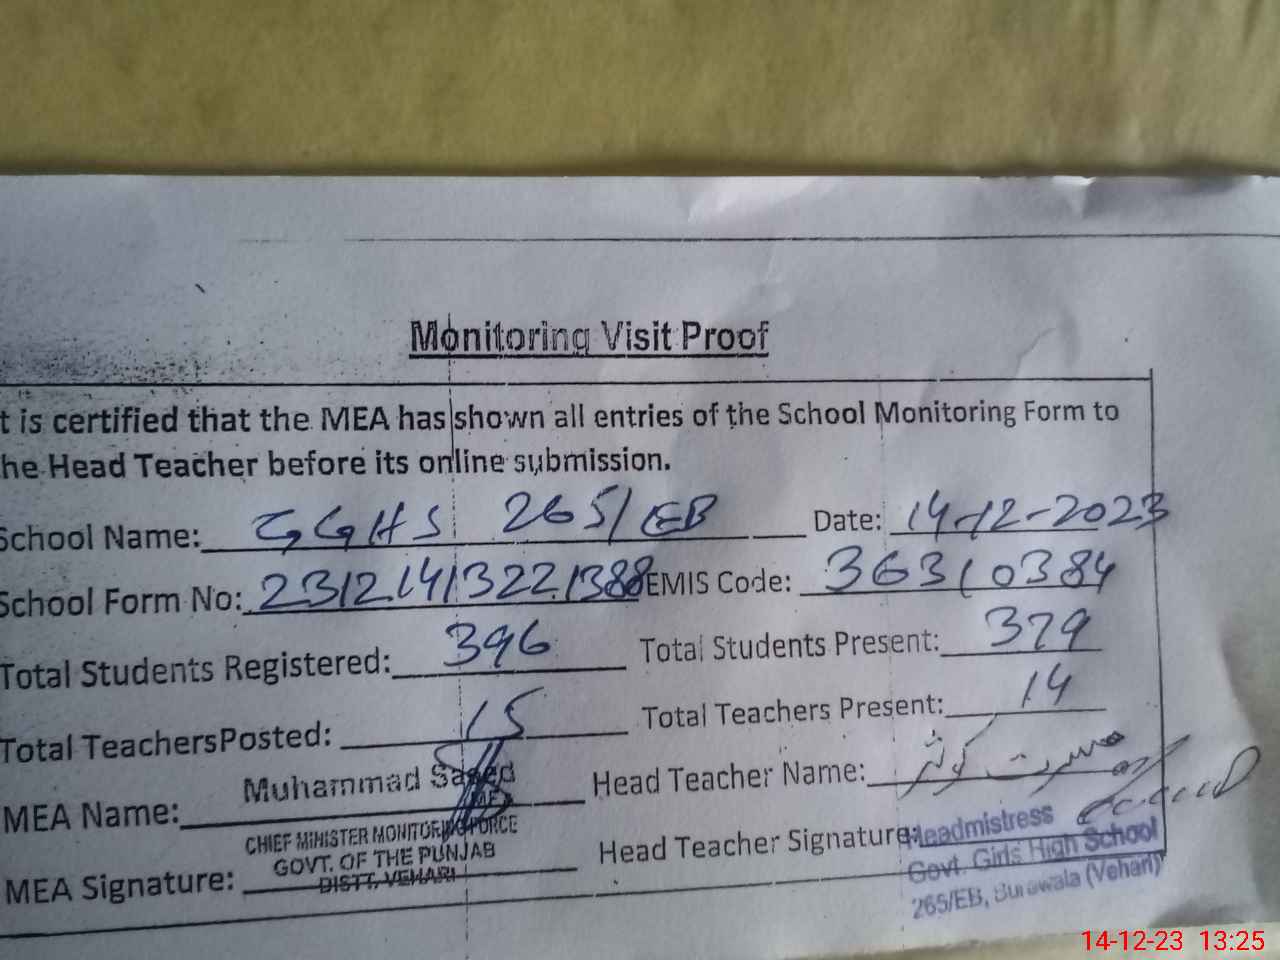 Monitoring Visit Proof
t is certified that the MEA has shown all entries of the School Monitoring Form to
he Head Teacher before its online submission.
School Name: GGHS 265/EB Date: 14-12-2023
School Form No: 23121413221388 EMIS Code: 36310384
Total Students Registered: 396 Total Students Present: 379
Total TeachersPosted: 15 Total Teachers Present: 14
MEA Name: Muhammad Saeed Head Teacher Name: مسرت کوثر
MEA
CHIEF MINISTER MONITORING FORCE
GOVT. OF THE PUNJAB
DISTT. VEHARI
MEA Signature: Head Teacher Signature:
Headmistress
Govt. Girls High School
265/EB, Burewala (Vehari)
14-12-23 13:25